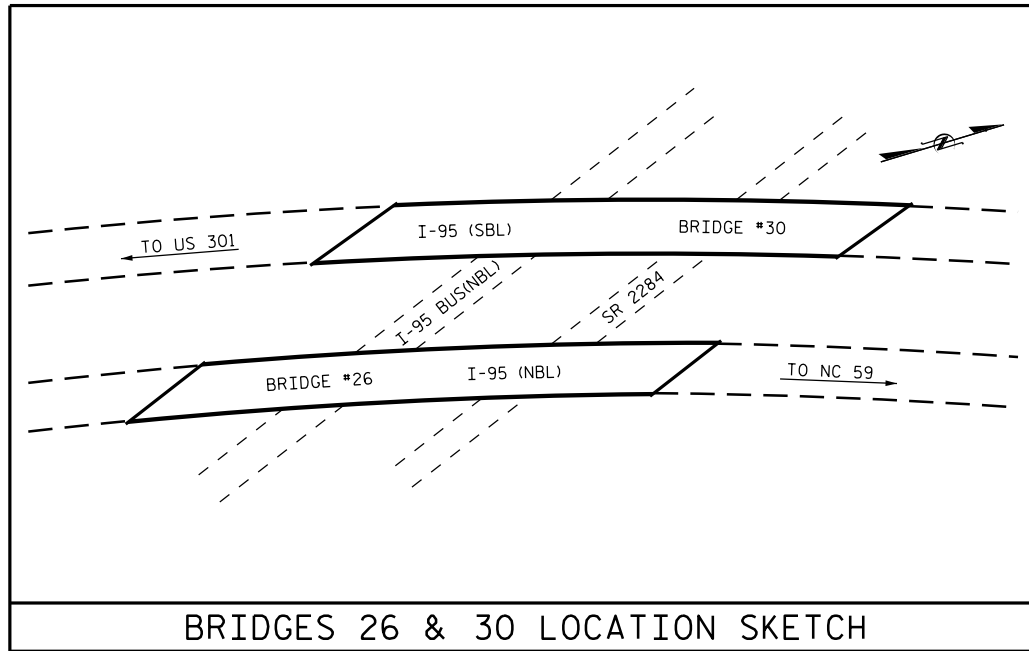 I-95 (SBL)
BRIDGE #30
TO US 301
I-95 BUS(NBL)
SR 2284
BRIDGE #26
I-95 (NBL)
TO NC 59
BRIDGES 26 & 30 LOCATION SKETCH